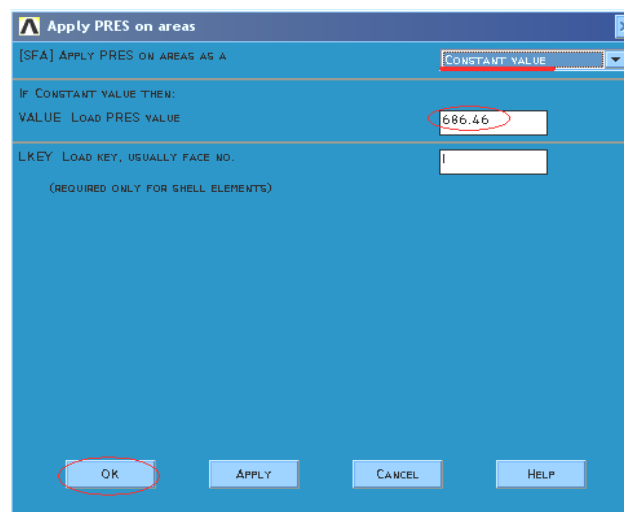 Apply PRES on areas
[SFA] Apply PRES on areas as a
Constant value
If Constant value then:
VALUE Load PRES value
686.46
LKEY Load key, usually face no.
1
(required only for shell elements)
OK
Apply
Cancel
Help